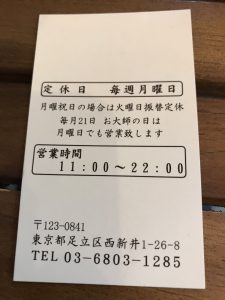 定休日 毎週月曜日
月曜祝日の場合は火曜日振替定休
毎月21日 お大師の日は
月曜日でも営業致します
営業時間
11:00～22:00
〒123-0841
東京都足立区西新井1-26-8
TEL 03-6803-1285